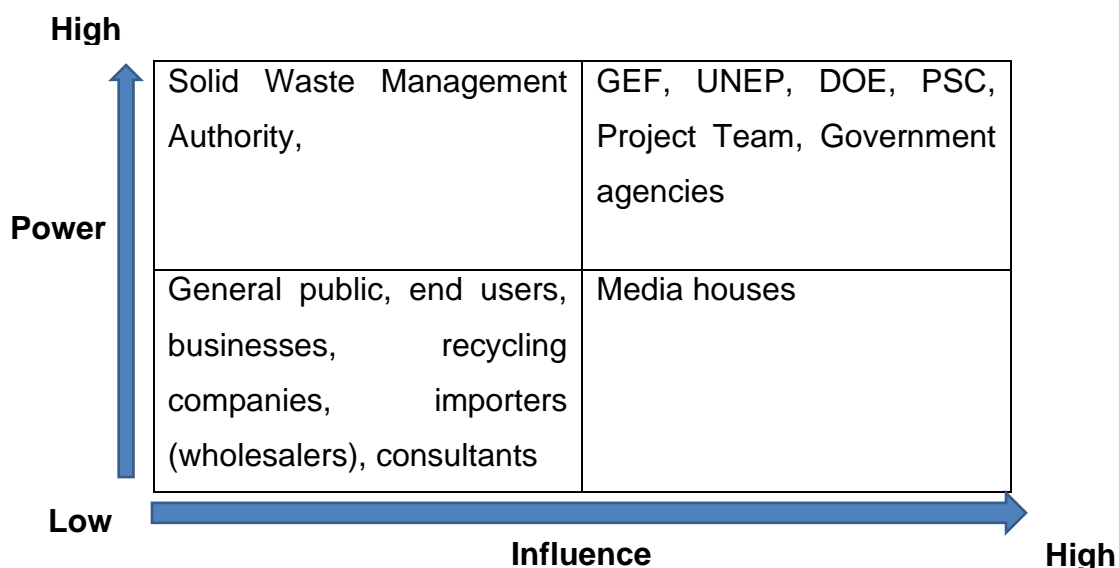 High
Solid Waste Management
Authority,
GEF, UNEP, DOE, PSC,
Project Team, Government
agencies
Power
General public, end users,
businesses, recycling
companies, importers
(wholesalers), consultants
Media houses
Low
Influence
High